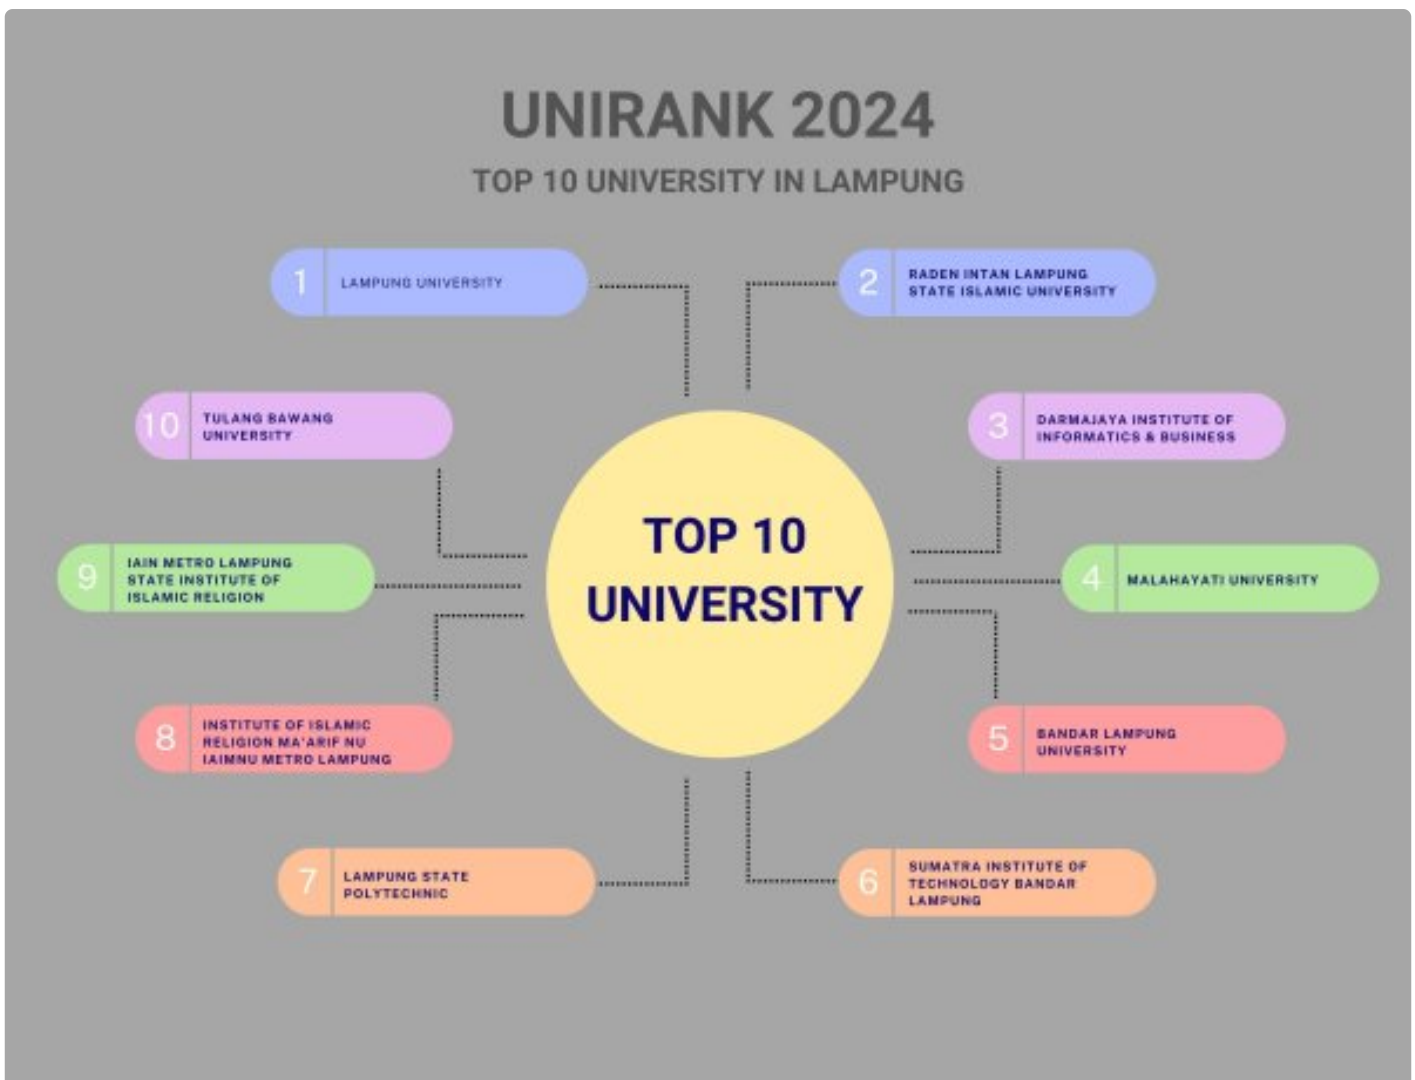 UNIRANK 2024
TOP 10 UNIVERSITY IN LAMPUNG
1
LAMPUNG UNIVERSITY
2
RADEN INTAN LAMPUNG
STATE ISLAMIC UNIVERSITY
3
DARMAJAYA INSTITUTE OF
INFORMATICS & BUSINESS
4
MALAHAYATI UNIVERSITY
5
BANDAR LAMPUNG
UNIVERSITY
6
SUMATRA INSTITUTE OF
TECHNOLOGY BANDAR
LAMPUNG
7
LAMPUNG STATE
POLYTECHNIC
8
INSTITUTE OF ISLAMIC
RELIGION MA'ARIF NU
IAIMNU METRO LAMPUNG
9
IAIN METRO LAMPUNG
STATE INSTITUTE OF
ISLAMIC RELIGION
10
TULANG BAWANG
UNIVERSITY
TOP 10
UNIVERSITY